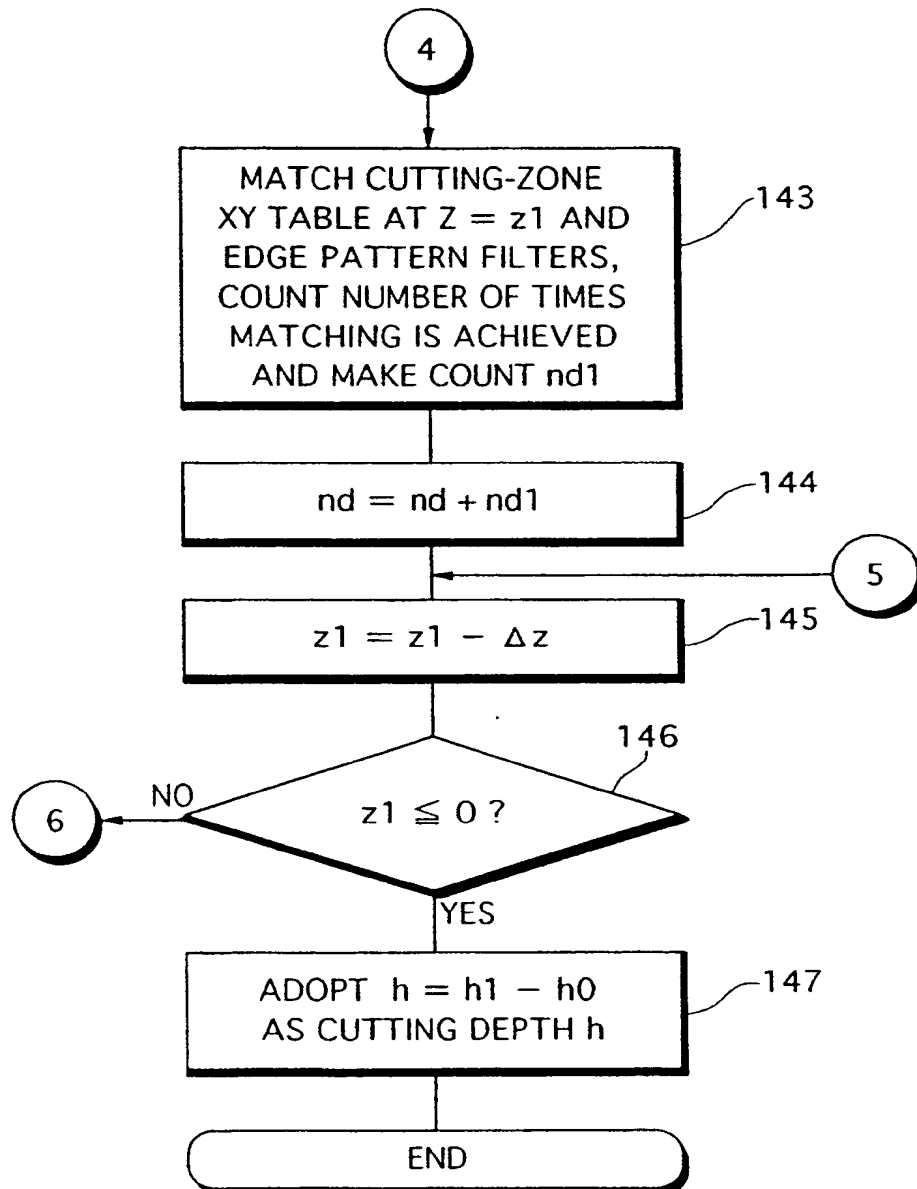 4
MATCH CUTTING-ZONE
XY TABLE AT Z = z1 AND
EDGE PATTERN FILTERS,
COUNT NUMBER OF TIMES
MATCHING IS ACHIEVED
AND MAKE COUNT nd1
143
nd = nd + nd1
144
5
z1 = z1 − Δz
145
146
z1 ≦ 0 ?
NO
6
YES
ADOPT h = h1 − h0
AS CUTTING DEPTH h
147
END